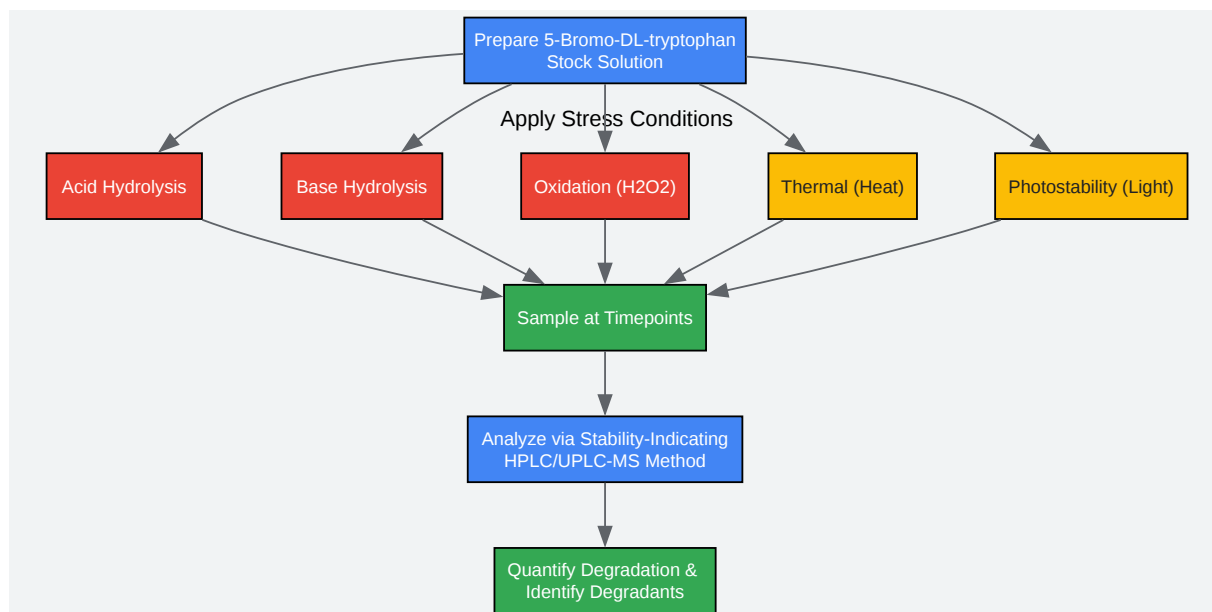 Prepare 5-Bromo-DL-tryptophan
Stock Solution
Apply Stress Conditions
Acid Hydrolysis
Base Hydrolysis
Oxidation (H2O2)
Thermal (Heat)
Photostability (Light)
Sample at Timepoints
Analyze via Stability-Indicating
HPLC/UPLC-MS Method
Quantify Degradation &
Identify Degradants